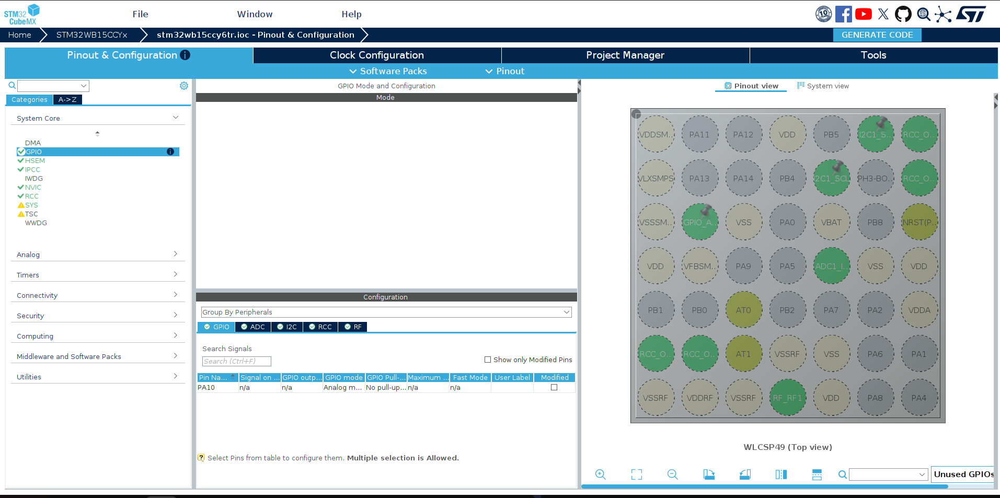 STM32
CubeMX
File
Window
Help
10
Home
STM32WB15CCYx
stm32wb15ccy6tr.ioc - Pinout & Configuration
GENERATE CODE
Pinout & Configuration
Clock Configuration
Project Manager
Tools
Software Packs
Pinout
Categories
A->Z
System Core
DMA
GPIO
HSEM
IPCC
IWDG
NVIC
RCC
SYS
TSC
WWDG
Analog
Timers
Connectivity
Security
Computing
Middleware and Software Packs
Utilities
GPIO Mode and Configuration
Mode
Configuration
Group By Peripherals
GPIO ADC I2C RCC RF
Search Signals
Search (Ctrl+F)
Show only Modified Pins
Pin Na... Signal on ... GPIO outp... GPIO mode GPIO Pull-... Maximum ... Fast Mode User Label Modified
PA10 n/a n/a Analog m... No pull-up... n/a n/a
Select Pins from table to configure them. Multiple selection is Allowed.
Pinout view
System view
VDDSM.. PA11 PA12 VDD PB5 I2C1_S.. RCC_O..
VLXSMPS PA13 PA14 PB4 2C1_SCL PH3-BO.. RCC_O..
VSSSM.. GPIO_A.. VSS PA0 VBAT PB8 NRST(P..
VDD VFBSM.. PA9 PA5 ADC1_I.. VSS VDD
PB1 PB0 AT0 PB2 PA7 PA2 VDDA
RCC_O.. RCC_O.. AT1 VSSRF VSS PA6 PA1
VSSRF VDDRF VSSRF RF_RF1 VDD PA8 PA4
WLCSP49 (Top view)
Unused GPIOs